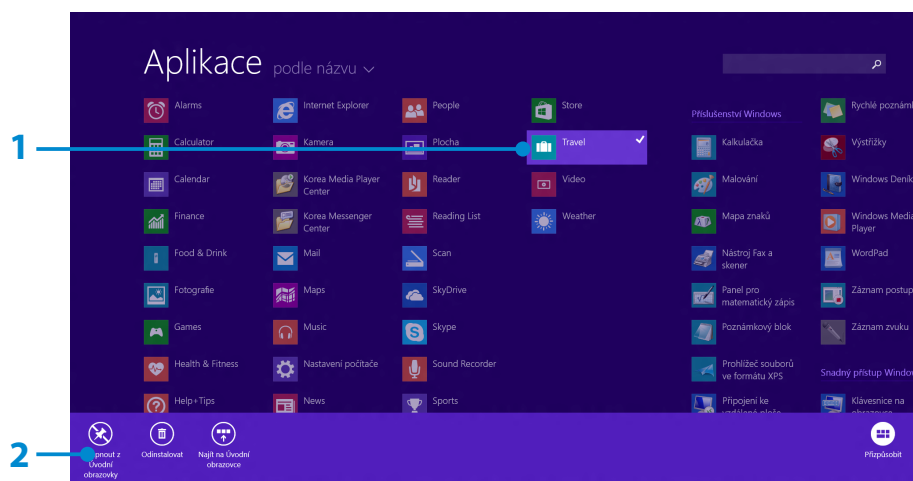 Aplikace podle názvu
Alarms
Calculator
Calendar
Finance
Food & Drink
Fotografie
Games
Health & Fitness
Help+Tips
Internet Explorer
Kamera
Korea Media Player
Center
Korea Messenger
Center
Mail
Maps
Music
Nastavení počítače
News
People
Plocha
Reader
Reading List
Scan
SkyDrive
Skype
Sound Recorder
Sports
Store
Travel
Video
Weather
Příslušenství Windows
Kalkulačka
Malování
Mapa znaků
Nástroj Fax a
skener
Panel pro
matematický zápis
Poznámkový blok
Prohlížeč souborů
ve formátu XPS
Připojení ke
Rychlé
Výstřižky
Windows Deník
Windows Media
Player
WordPad
Záznam
Záznam zvuku
Snadný přístup
Klávesnice na
1
2
z
Úvodní
obrazovky
Odinstalovat
Najít na Úvodní
obrazovce
Přizpůsobit